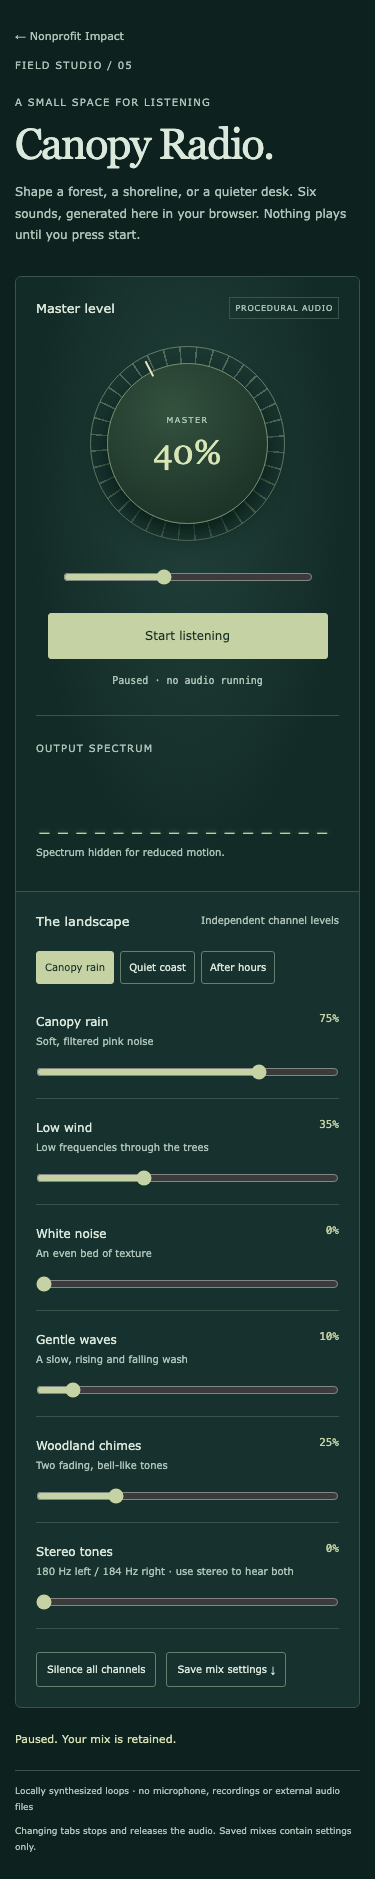 ← Nonprofit Impact
FIELD STUDIO / 05
A SMALL SPACE FOR LISTENING
Canopy Radio.
Shape a forest, a shoreline, or a quieter desk. Six
sounds, generated here in your browser. Nothing plays
until you press start.
Master level
PROCEDURAL AUDIO
MASTER
40%
Start listening
Paused · no audio running
OUTPUT SPECTRUM
Spectrum hidden for reduced motion.
The landscape
Independent channel levels
Canopy rain
Quiet coast
After hours
Canopy rain
75%
Soft, filtered pink noise
Low wind
35%
Low frequencies through the trees
White noise
0%
An even bed of texture
Gentle waves
10%
A slow, rising and falling wash
Woodland chimes
25%
Two fading, bell-like tones
Stereo tones
0%
180 Hz left / 184 Hz right · use stereo to hear both
Silence all channels
Save mix settings ↓
Paused. Your mix is retained.
Locally synthesized loops · no microphone, recordings or external audio
files
Changing tabs stops and releases the audio. Saved mixes contain settings
only.